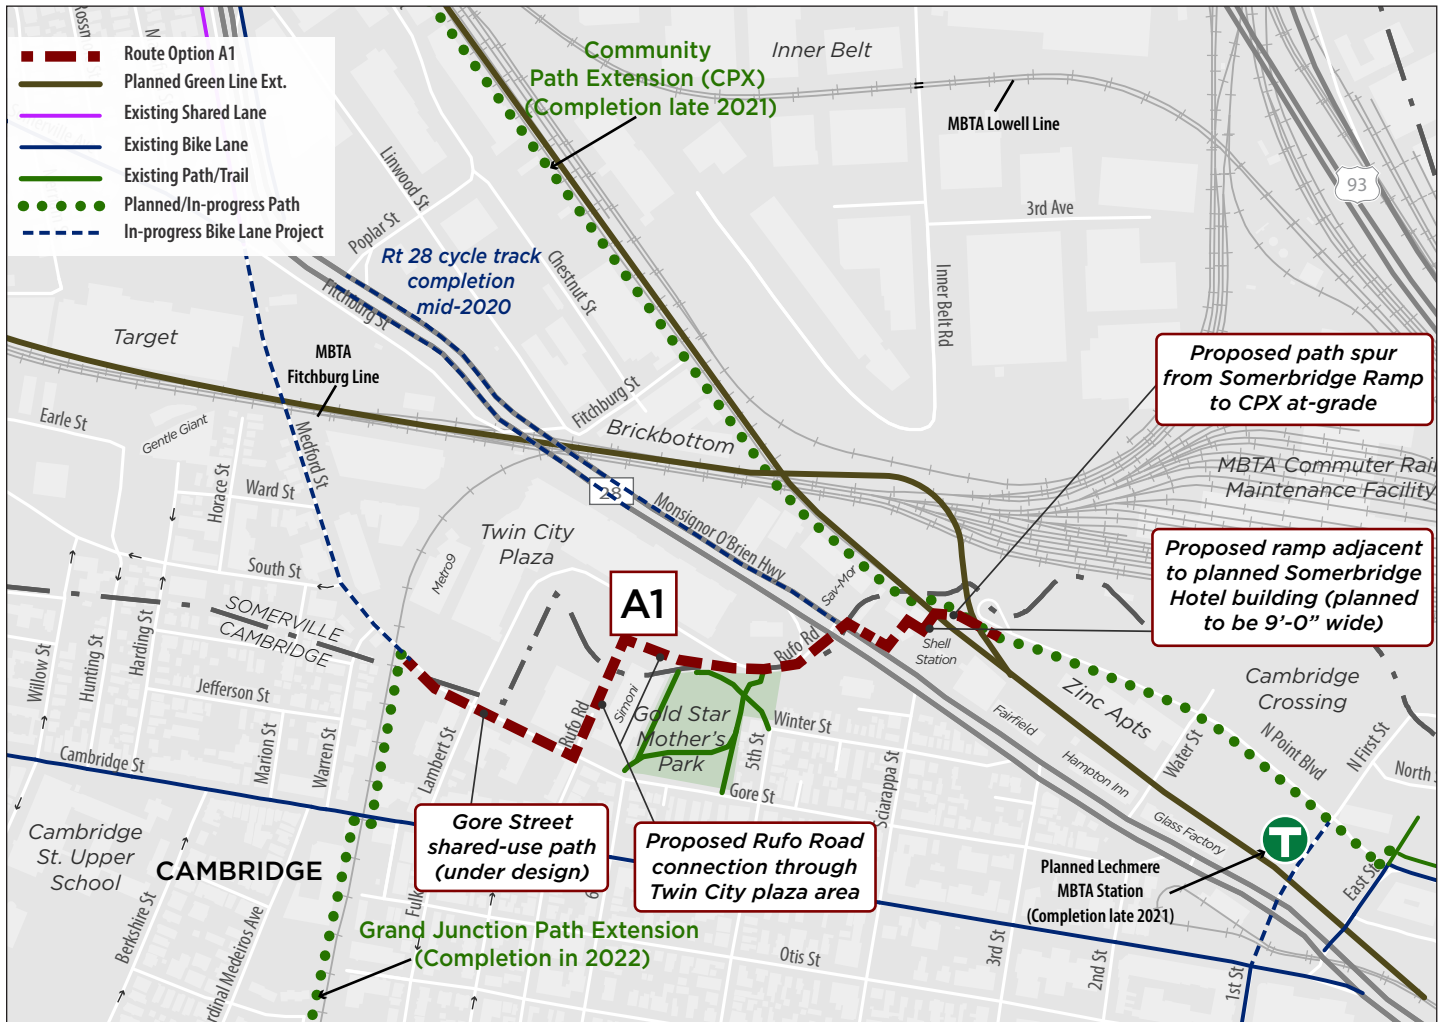 Route Option A1
Planned Green Line Ext.
Existing Shared Lane
Existing Bike Lane
Existing Path/Trail
Planned/In-progress Path
In-progress Bike Lane Project
Community
Path Extension (CPX)
(Completion late 2021)
Inner Belt
MBTA Lowell Line
93
3rd Ave
Inner Belt Rd
Linwood St
Poplar St
Chestnut St
Rt 28 cycle track
completion
mid-2020
Fitchburg St
Target
MBTA
Fitchburg Line
Fitchburg St
Brickbottom
Proposed path spur
from Somerbridge Ramp
to CPX at-grade
Earle St
Gentle Giant
Medford St
Horace St
Ward St
28
Monsignor O'Brien Hwy
MBTA Commuter Rail
Maintenance Facility
Twin City
Plaza
Metro9
Sav-Mor
Proposed ramp adjacent
to planned Somerbridge
Hotel building (planned
to be 9'-0" wide)
South St
SOMERVILLE
CAMBRIDGE
A1
Rufo Rd
Shell
Station
Willow St
Hunting St
Harding St
Jefferson St
Rufo Rd
Simoni
Gold Star
Mother's
Park
Winter St
5th St
Gore St
Fairfield
Zinc Apts
Cambridge
Crossing
Water St
N Point Blvd
N First St
North
Cambridge St
Marion St
Warren St
Lambert St
Sciarappa St
Hampton Inn
Glass Factory
Gore Street
shared-use path
(under design)
Proposed Rufo Road
connection through
Twin City plaza area
T
Planned Lechmere
MBTA Station
(Completion late 2021)
East St
Cambridge
St. Upper
School
CAMBRIDGE
Berkshire St
Grand Junction Path Extension
(Completion in 2022)
Otis St
3rd St
2nd St
1st St